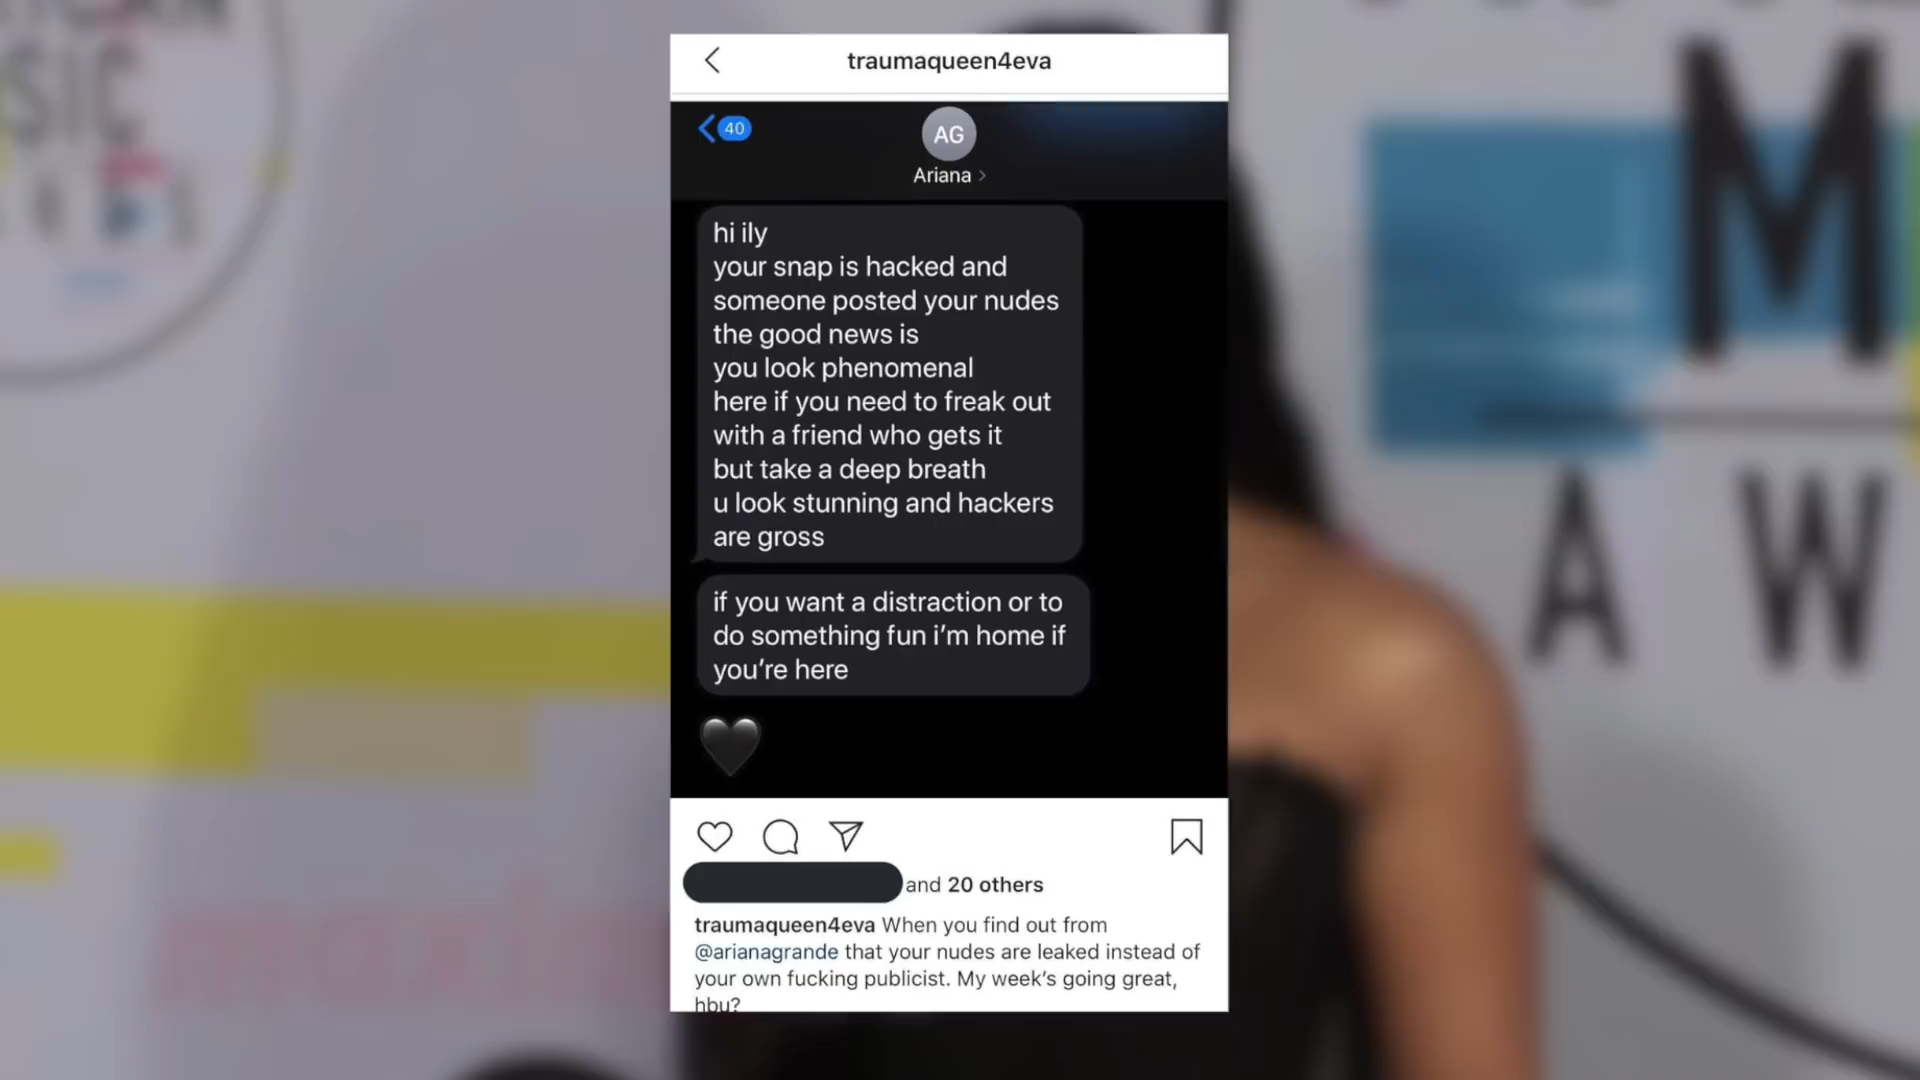 traumaqueen4eva
40
AG
Ariana
hi ily
your snap is hacked and
someone posted your nudes
the good news is
you look phenomenal
here if you need to freak out
with a friend who gets it
but take a deep breath
u look stunning and hackers
are gross
if you want a distraction or to
do something fun i’m home if
you’re here
and 20 others
traumaqueen4eva When you find out from
@arianagrande that your nudes are leaked instead of
your own fucking publicist. My week’s going great,
hbu?
M
AW